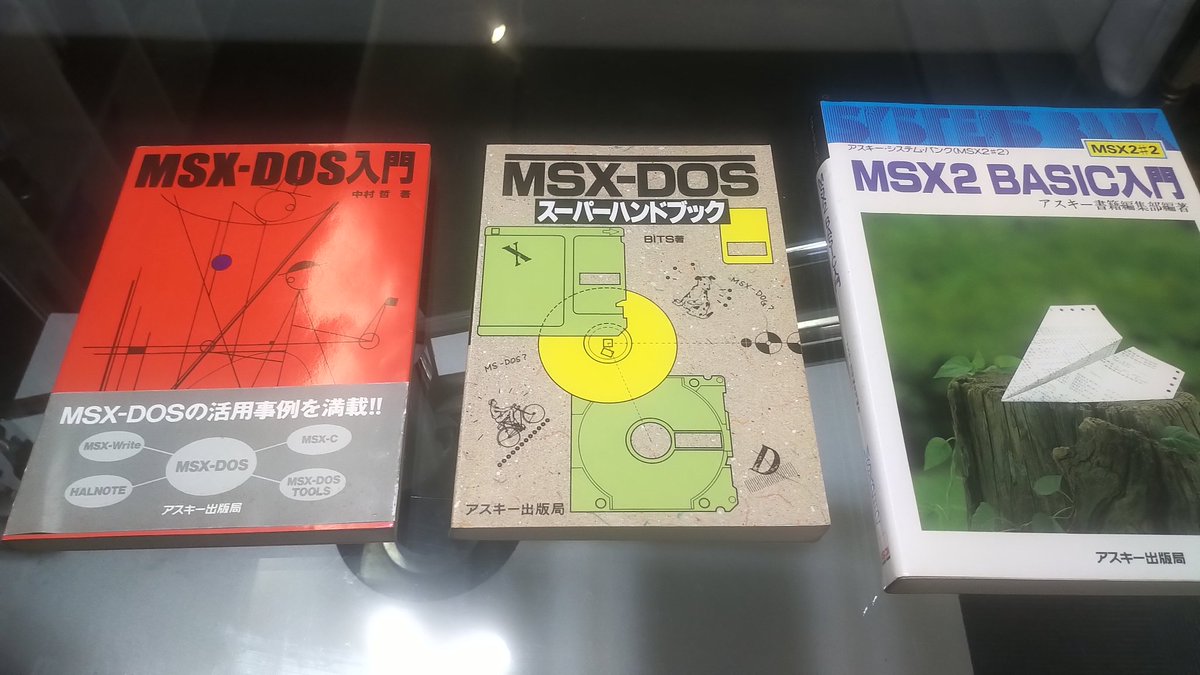 MSX-DOS入門
中村 哲 著
MSX-DOSの活用事例を満載!!
MSX-Write
MSX-C
MSX-DOS
HALNOTE
MSX-DOS
TOOLS
アスキー出版局
MSX-DOS
スーパーハンドブック
BITS著
X
MSX-DOG?
MS-DOS?
D
アスキー出版局
SYSTEMS BANK
アスキー・システム・バンク(MSX2♯2)
MSX2♯2
MSX2 BASIC入門
アスキー書籍編集部編著
アスキー出版局